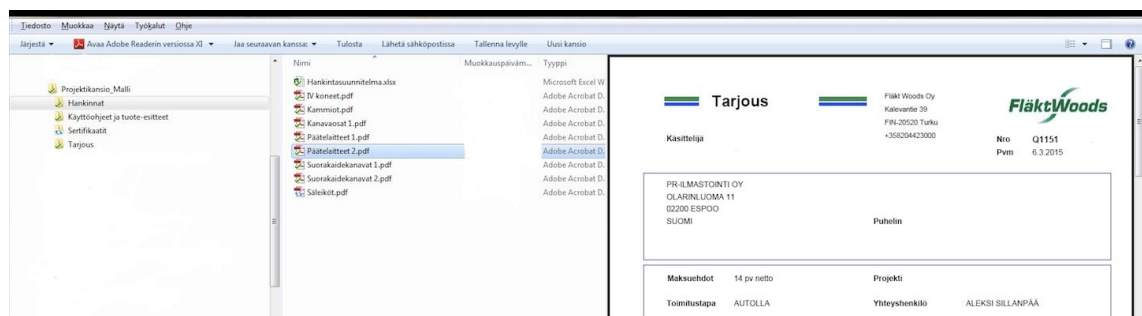 Tiedosto Muokkaa Näytä Työkalut Ohje
Järjestä Avaa Adobe Readerin versiossa XI Jaa seuraavan kanssa: Tulosta Lähetä sähköpostissa Tallenna levylle Uusi kansio
Projektikansio_Malli
Hankinnat
Käyttöohjeet ja tuote-esitteet
Sertifikaatit
Tarjous
Nimi Muokkauspäiväm... Tyyppi
Hankintasuunnitelma.xlsx Microsoft Excel W
IV koneet.pdf Adobe Acrobat D.
Kammiot.pdf Adobe Acrobat D.
Kanavaosat 1.pdf Adobe Acrobat D.
Päätelaitteet 1.pdf Adobe Acrobat D.
Päätelaitteet 2.pdf Adobe Acrobat D.
Suorakaidekanavat 1.pdf Adobe Acrobat D.
Suorakaidekanavat 2.pdf Adobe Acrobat D.
Säleiköt.pdf Adobe Acrobat D.
Tarjous
Käsittelijä
Fläkt Woods Oy
Kalevantie 39
FIN-20520 Turku
+358204423000
FläktWoods
Nro Q1151
Pvm 6.3.2015
PR-ILMASTOINTI OY
OLARINLUOMA 11
02200 ESPOO
SUOMI Puhelin
Maksuehdot 14 pv netto Projekti
Toimitustapa AUTOLLA Yhteyshenkilö ALEKSI SILLANPÄÄ